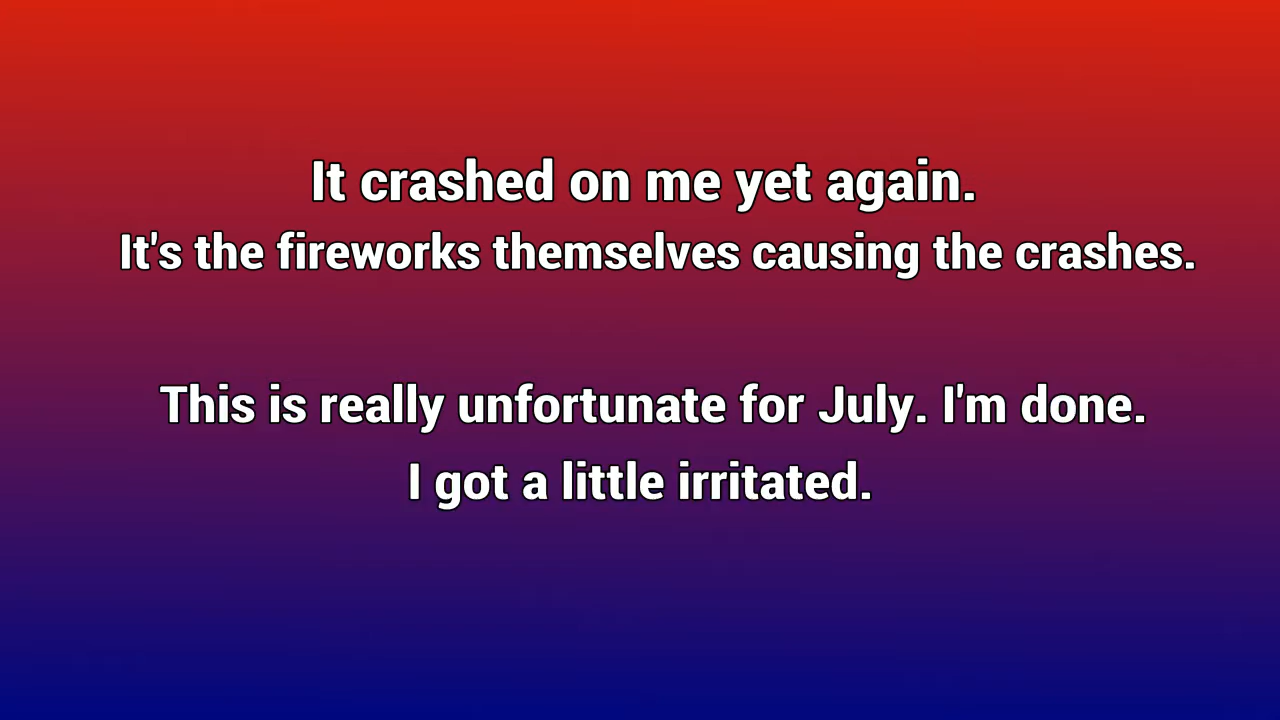 It crashed on me yet again.
It's the fireworks themselves causing the crashes.
This is really unfortunate for July. I'm done.
I got a little irritated.